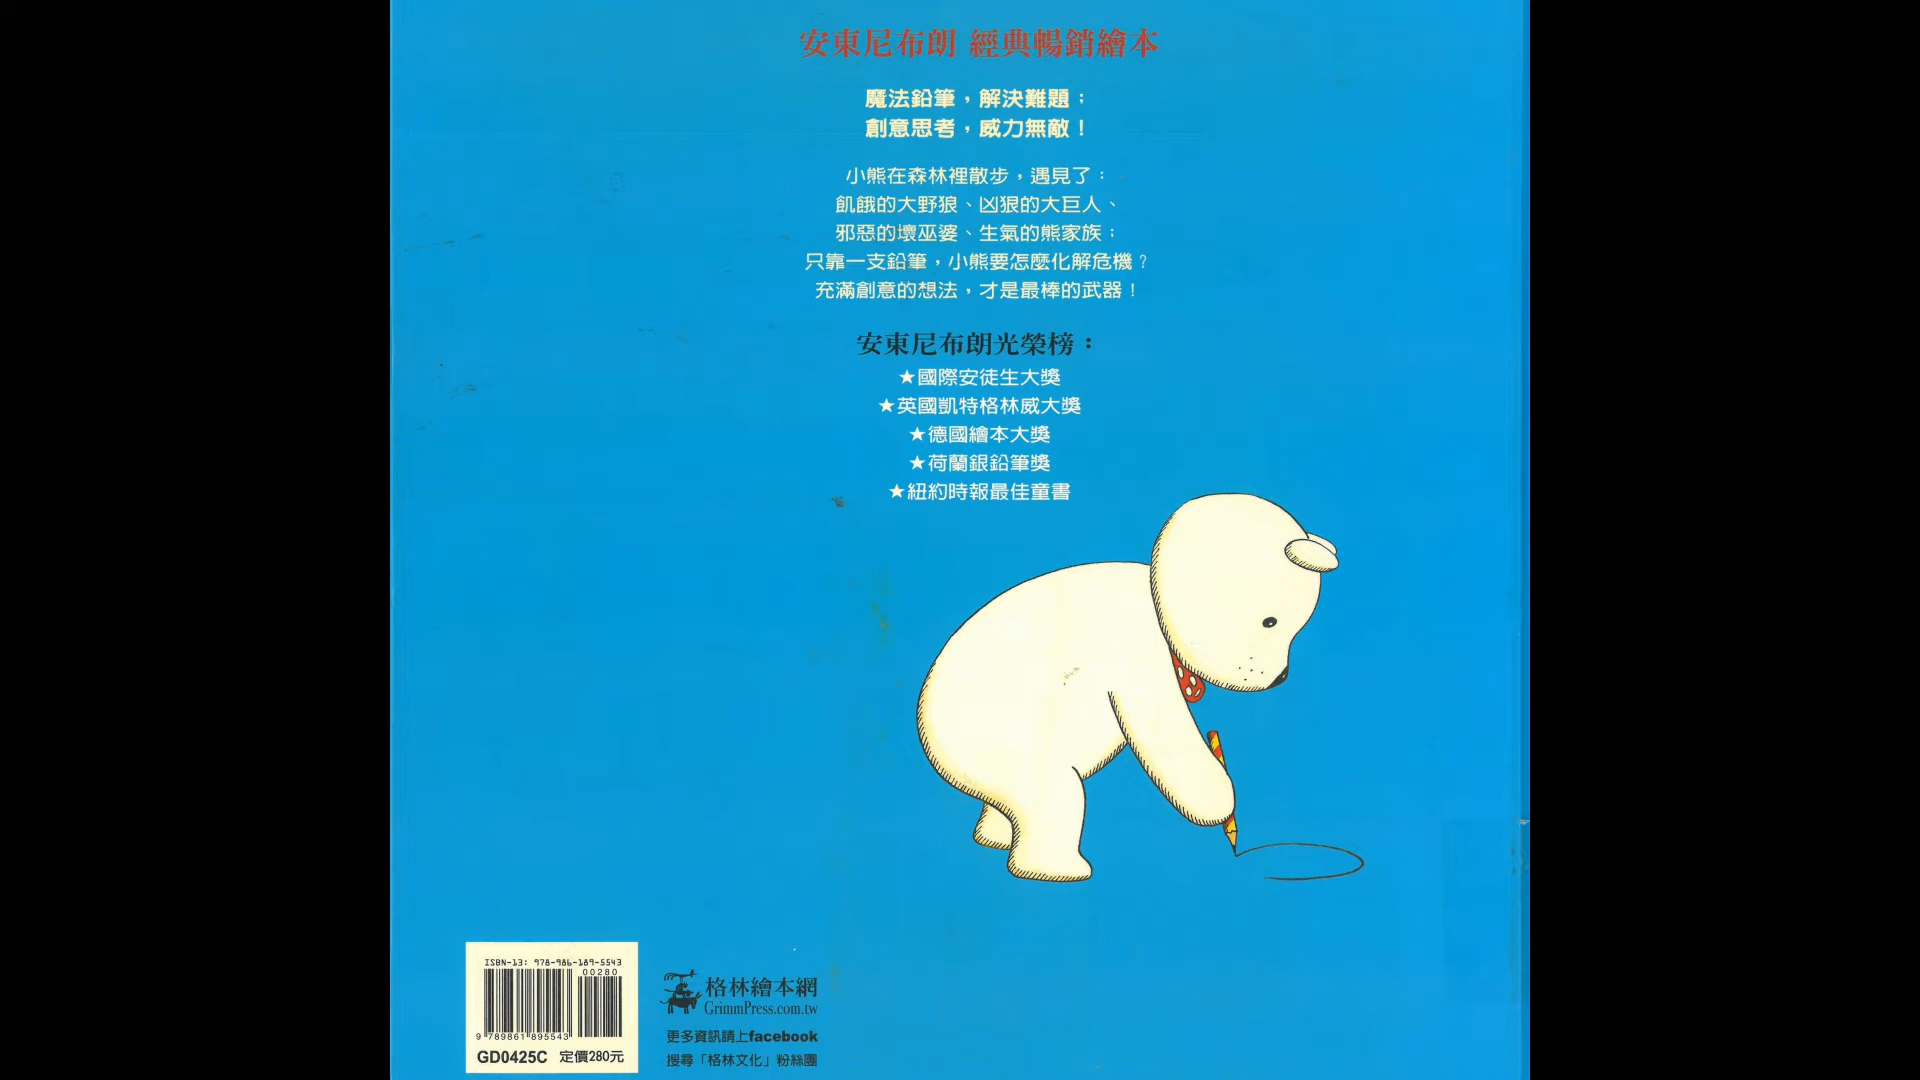 安東尼布朗 經典暢銷繪本
魔法鉛筆，解決難題；
創意思考，威力無敵！
小熊在森林裡散步，遇見了：
飢餓的大野狼、凶狠的大巨人、
邪惡的壞巫婆、生氣的熊家族；
只靠一支鉛筆，小熊要怎麼化解危機？
充滿創意的想法，才是最棒的武器！
安東尼布朗光榮榜：
★國際安徒生大獎
★英國凱特格林威大獎
★德國繪本大獎
★荷蘭銀鉛筆獎
★紐約時報最佳童書
ISBN-13: 978-986-189-5543
00280
9 789861 895543
GD0425C 定價280元
格林繪本網
GrimmPress.com.tw
更多資訊請上facebook
搜尋「格林文化」粉絲團